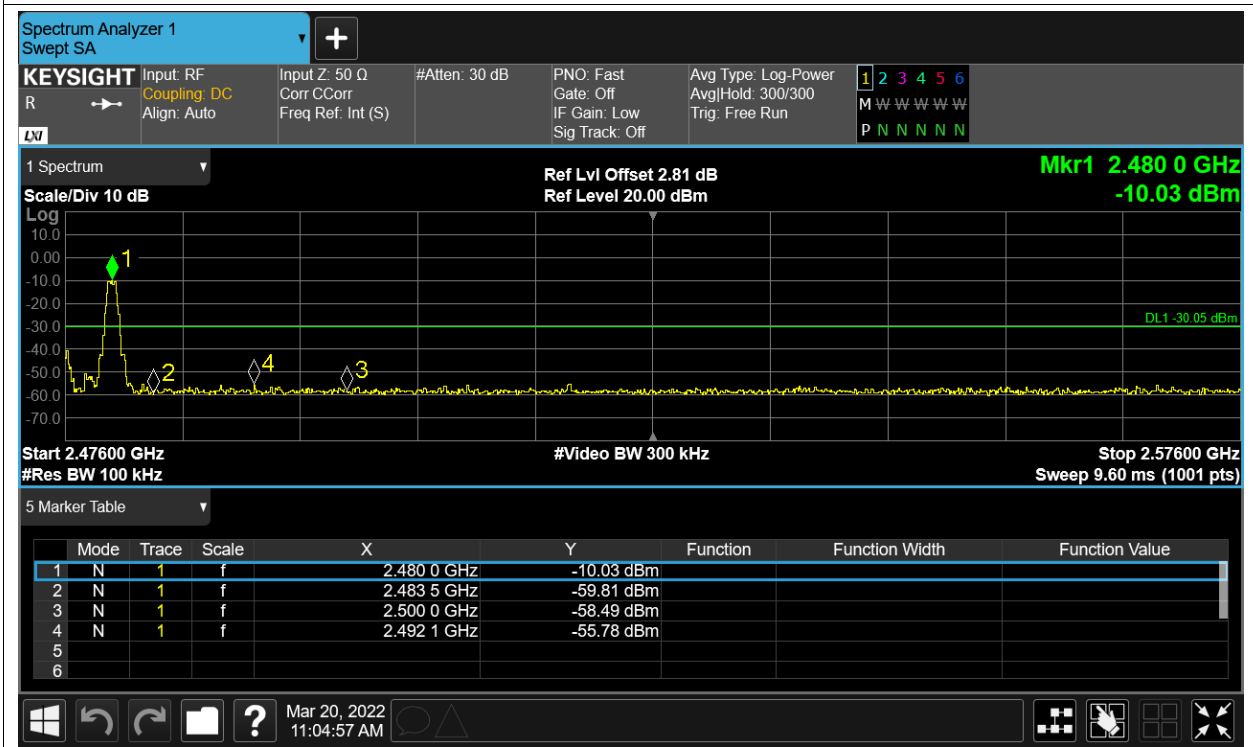 Spectrum Analyzer 1
Swept SA
KEYSIGHT
R
LXI
Input: RF
Coupling: DC
Align: Auto
Input Z: 50 Ω
Corr CCorr
Freq Ref: Int (S)
#Atten: 30 dB
PNO: Fast
Gate: Off
IF Gain: Low
Sig Track: Off
Avg Type: Log-Power
Avg|Hold: 300/300
Trig: Free Run
1 2 3 4 5 6
M W W W W W
P N N N N N
1 Spectrum
Scale/Div 10 dB
Ref Lvl Offset 2.81 dB
Ref Level 20.00 dBm
Mkr1 2.480 0 GHz
-10.03 dBm
Log
10.0
0.00
-10.0
-20.0
-30.0
-40.0
-50.0
-60.0
-70.0
1
2
4
3
DL1 -30.05 dBm
Start 2.47600 GHz
#Video BW 300 kHz
Stop 2.57600 GHz
#Res BW 100 kHz
Sweep 9.60 ms (1001 pts)
5 Marker Table
Mode Trace Scale X Y Function Function Width Function Value
1 N 1 f 2.480 0 GHz -10.03 dBm
2 N 1 f 2.483 5 GHz -59.81 dBm
3 N 1 f 2.500 0 GHz -58.49 dBm
4 N 1 f 2.492 1 GHz -55.78 dBm
5
6
?
Mar 20, 2022
11:04:57 AM